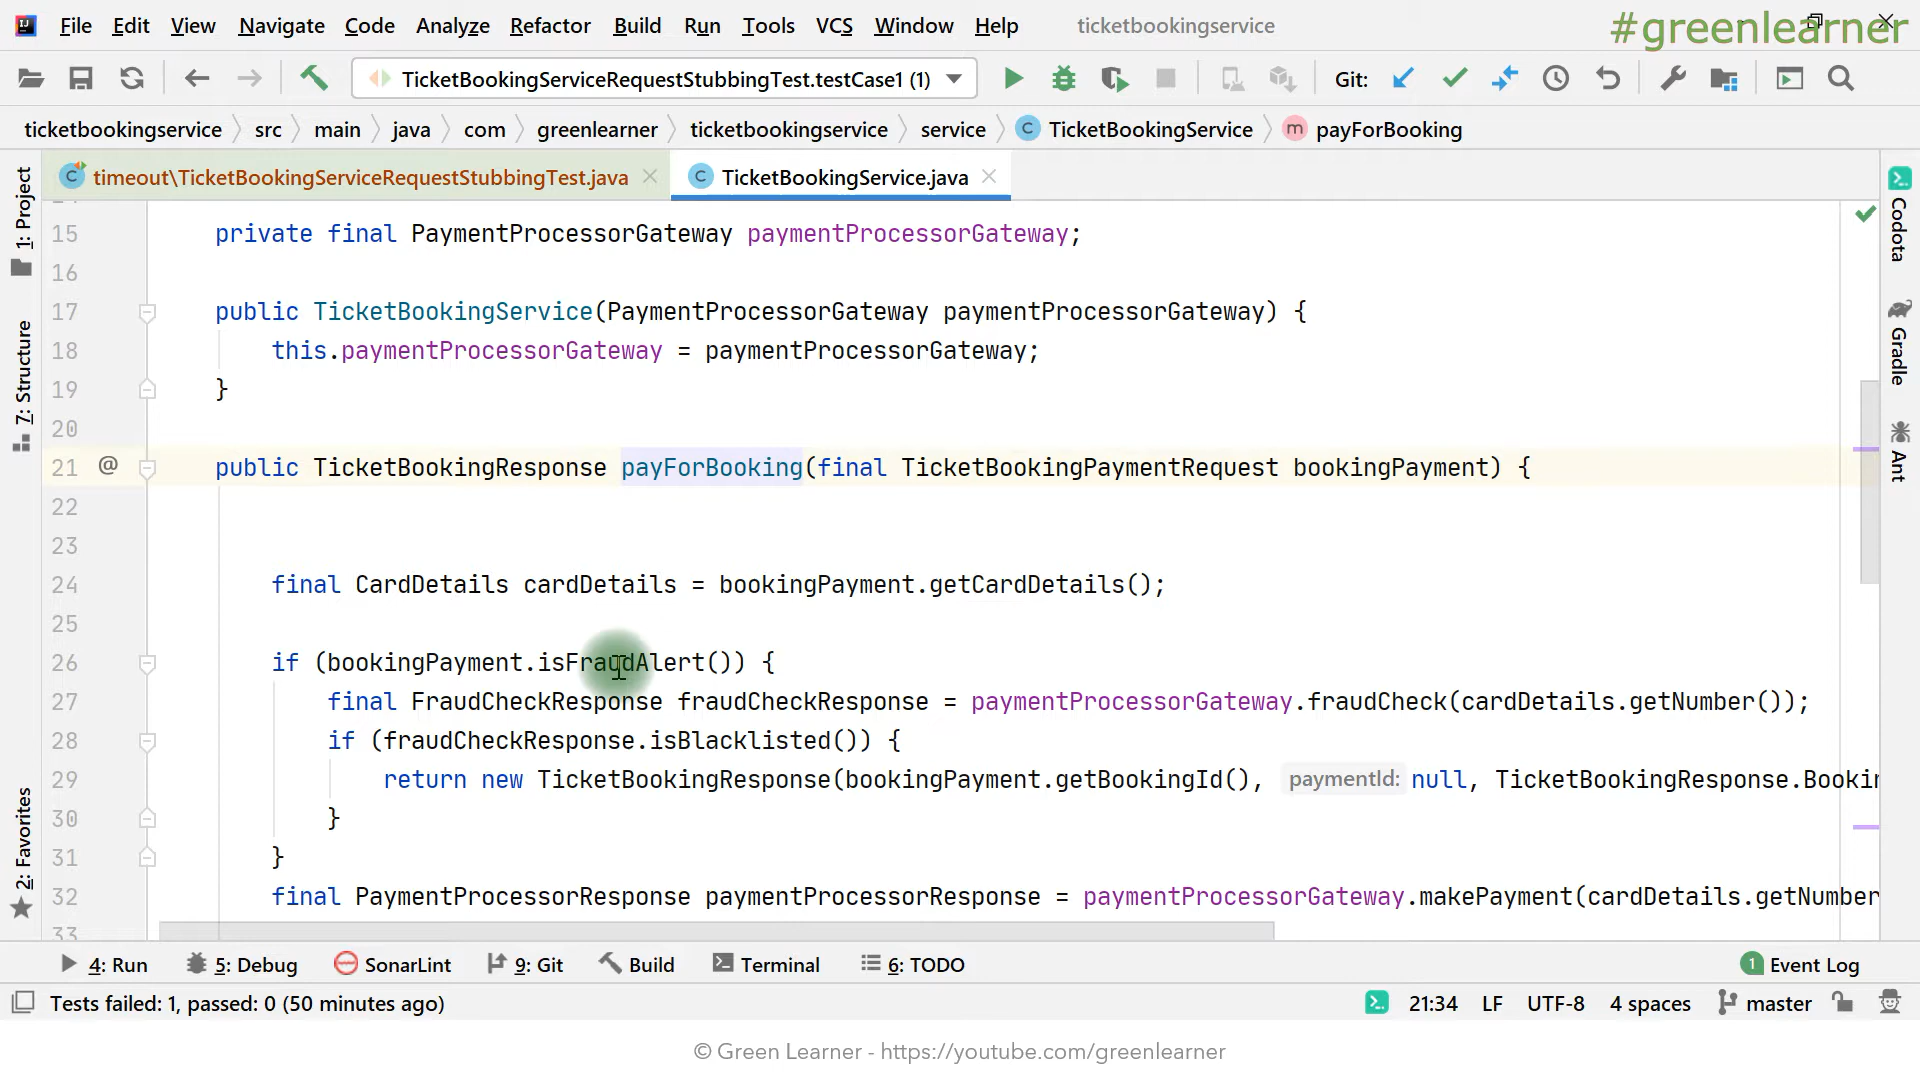 File Edit View Navigate Code Analyze Refactor Build Run Tools VCS Window Help ticketbookingservice #greenlearner
TicketBookingServiceRequestStubbingTest.testCase1 (1) Git:
ticketbookingservice src main java com greenlearner ticketbookingservice service C TicketBookingService m payForBooking
C timeout\TicketBookingServiceRequestStubbingTest.java C TicketBookingService.java
15 private final PaymentProcessorGateway paymentProcessorGateway;
16
17 public TicketBookingService(PaymentProcessorGateway paymentProcessorGateway) {
18 this.paymentProcessorGateway = paymentProcessorGateway;
19 }
20
21 @ public TicketBookingResponse payForBooking(final TicketBookingPaymentRequest bookingPayment) {
22
23
24 final CardDetails cardDetails = bookingPayment.getCardDetails();
25
26 if (bookingPayment.isFraudAlert()) {
27 final FraudCheckResponse fraudCheckResponse = paymentProcessorGateway.fraudCheck(cardDetails.getNumber());
28 if (fraudCheckResponse.isBlacklisted()) {
29 return new TicketBookingResponse(bookingPayment.getBookingId(), paymentId: null, TicketBookingResponse.Bookin
30 }
31 }
32 final PaymentProcessorResponse paymentProcessorResponse = paymentProcessorGateway.makePayment(cardDetails.getNumber
33
1: Project
7: Structure
2: Favorites
Codota
Gradle
Ant
4: Run 5: Debug SonarLint 9: Git Build Terminal 6: TODO 1 Event Log
Tests failed: 1, passed: 0 (50 minutes ago) 21:34 LF UTF-8 4 spaces master
© Green Learner - https://youtube.com/greenlearner